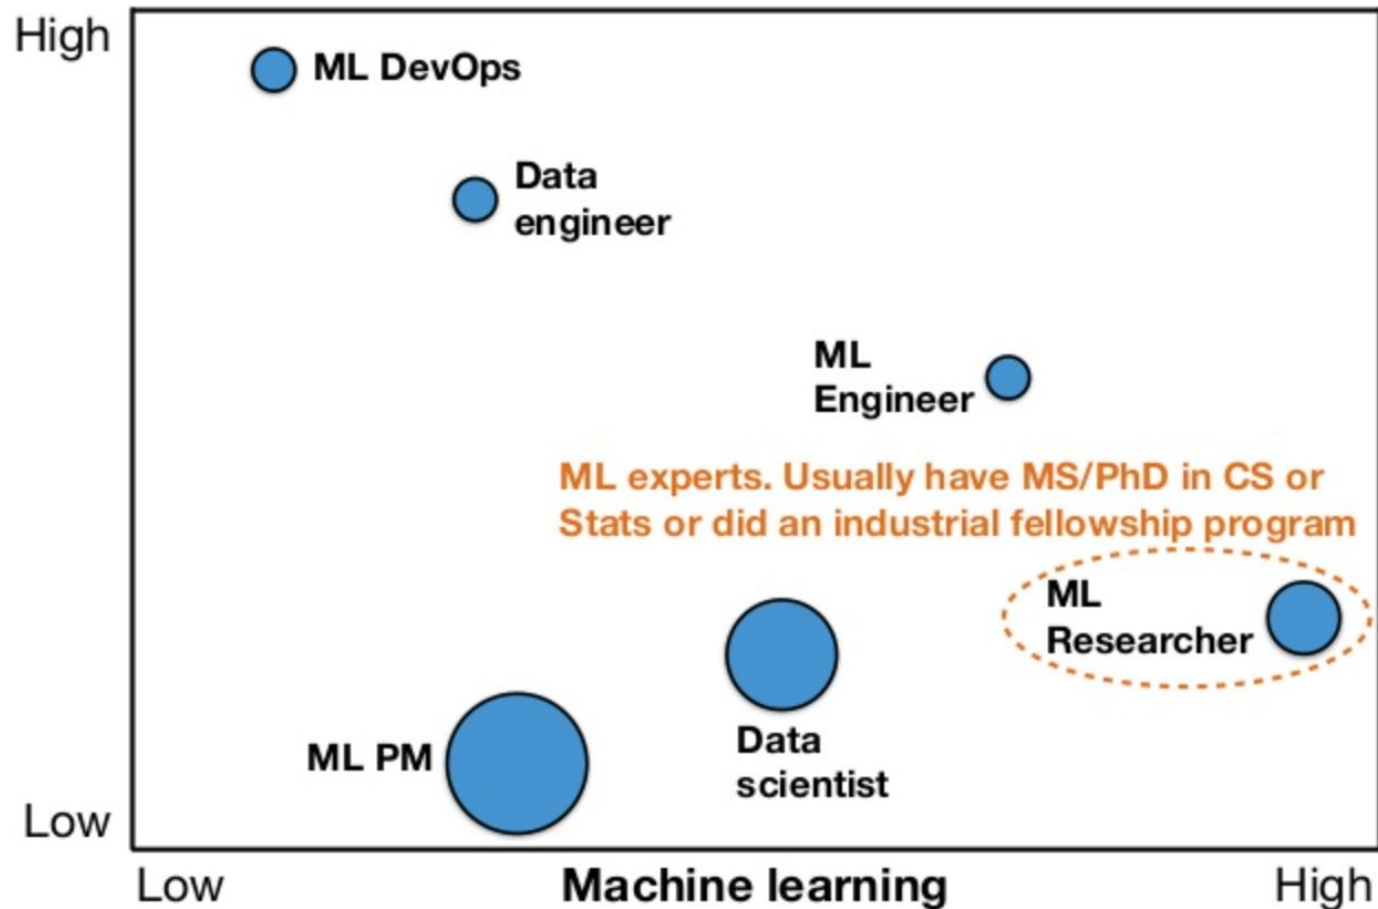 High
ML DevOps
Data
engineer
ML
Engineer
ML experts. Usually have MS/PhD in CS or
Stats or did an industrial fellowship program
ML
Researcher
ML PM
Data
scientist
Low
Low
Machine learning
High